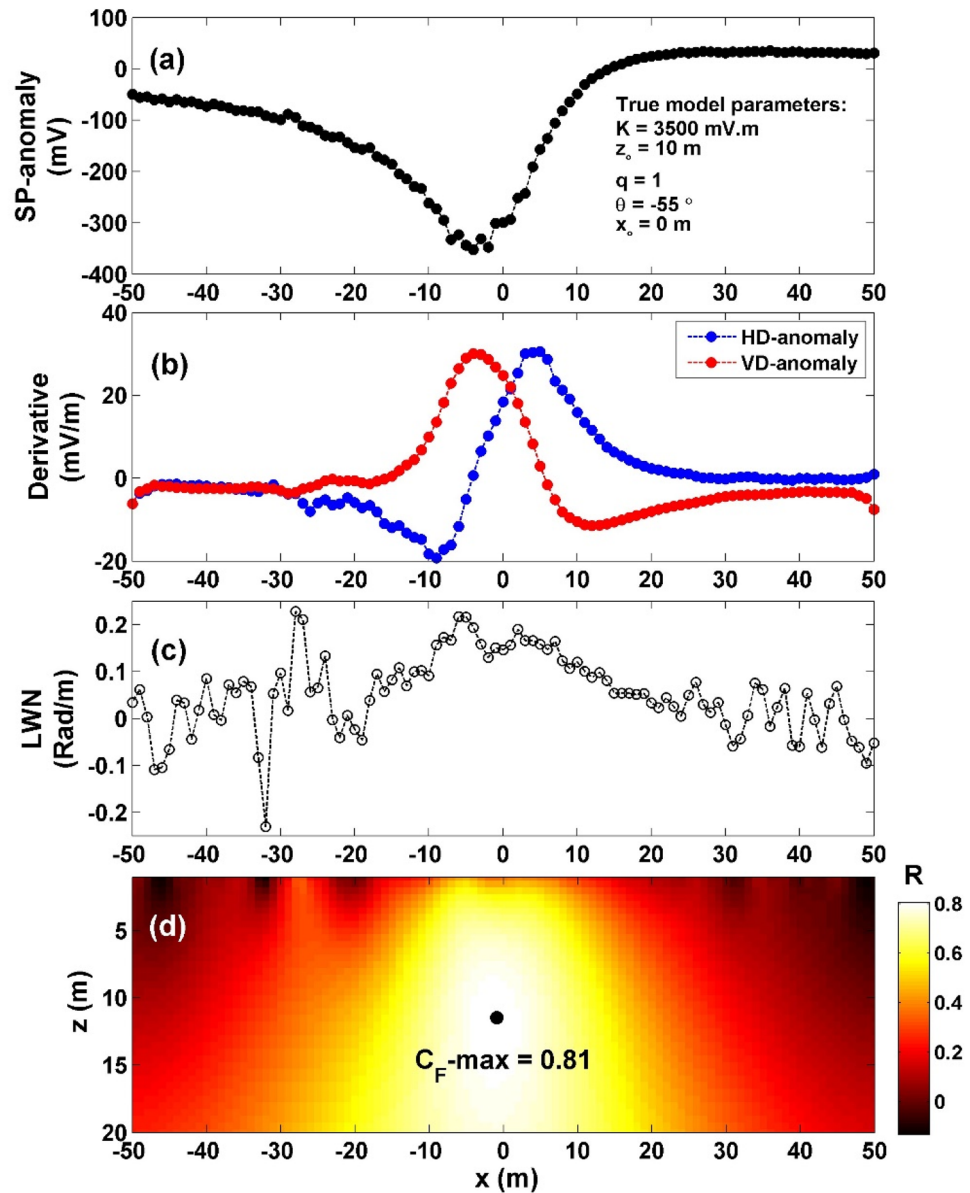 (a)
SP-anomaly
(mV)
100
0
-100
-200
-300
-400
True model parameters:
K = 3500 mV.m
z₀ = 10 m
q = 1
θ = -55 °
x₀ = 0 m
-50 -40 -30 -20 -10 0 10 20 30 40 50
(b)
Derivative
(mV/m)
40
20
0
-20
HD-anomaly
VD-anomaly
-50 -40 -30 -20 -10 0 10 20 30 40 50
(c)
LWN
(Rad/m)
0.2
0.1
0
-0.1
-0.2
-50 -40 -30 -20 -10 0 10 20 30 40 50
(d)
z (m)
5
10
15
20
C_F-max = 0.81
R
0.8
0.6
0.4
0.2
0
-50 -40 -30 -20 -10 0 10 20 30 40 50
x (m)